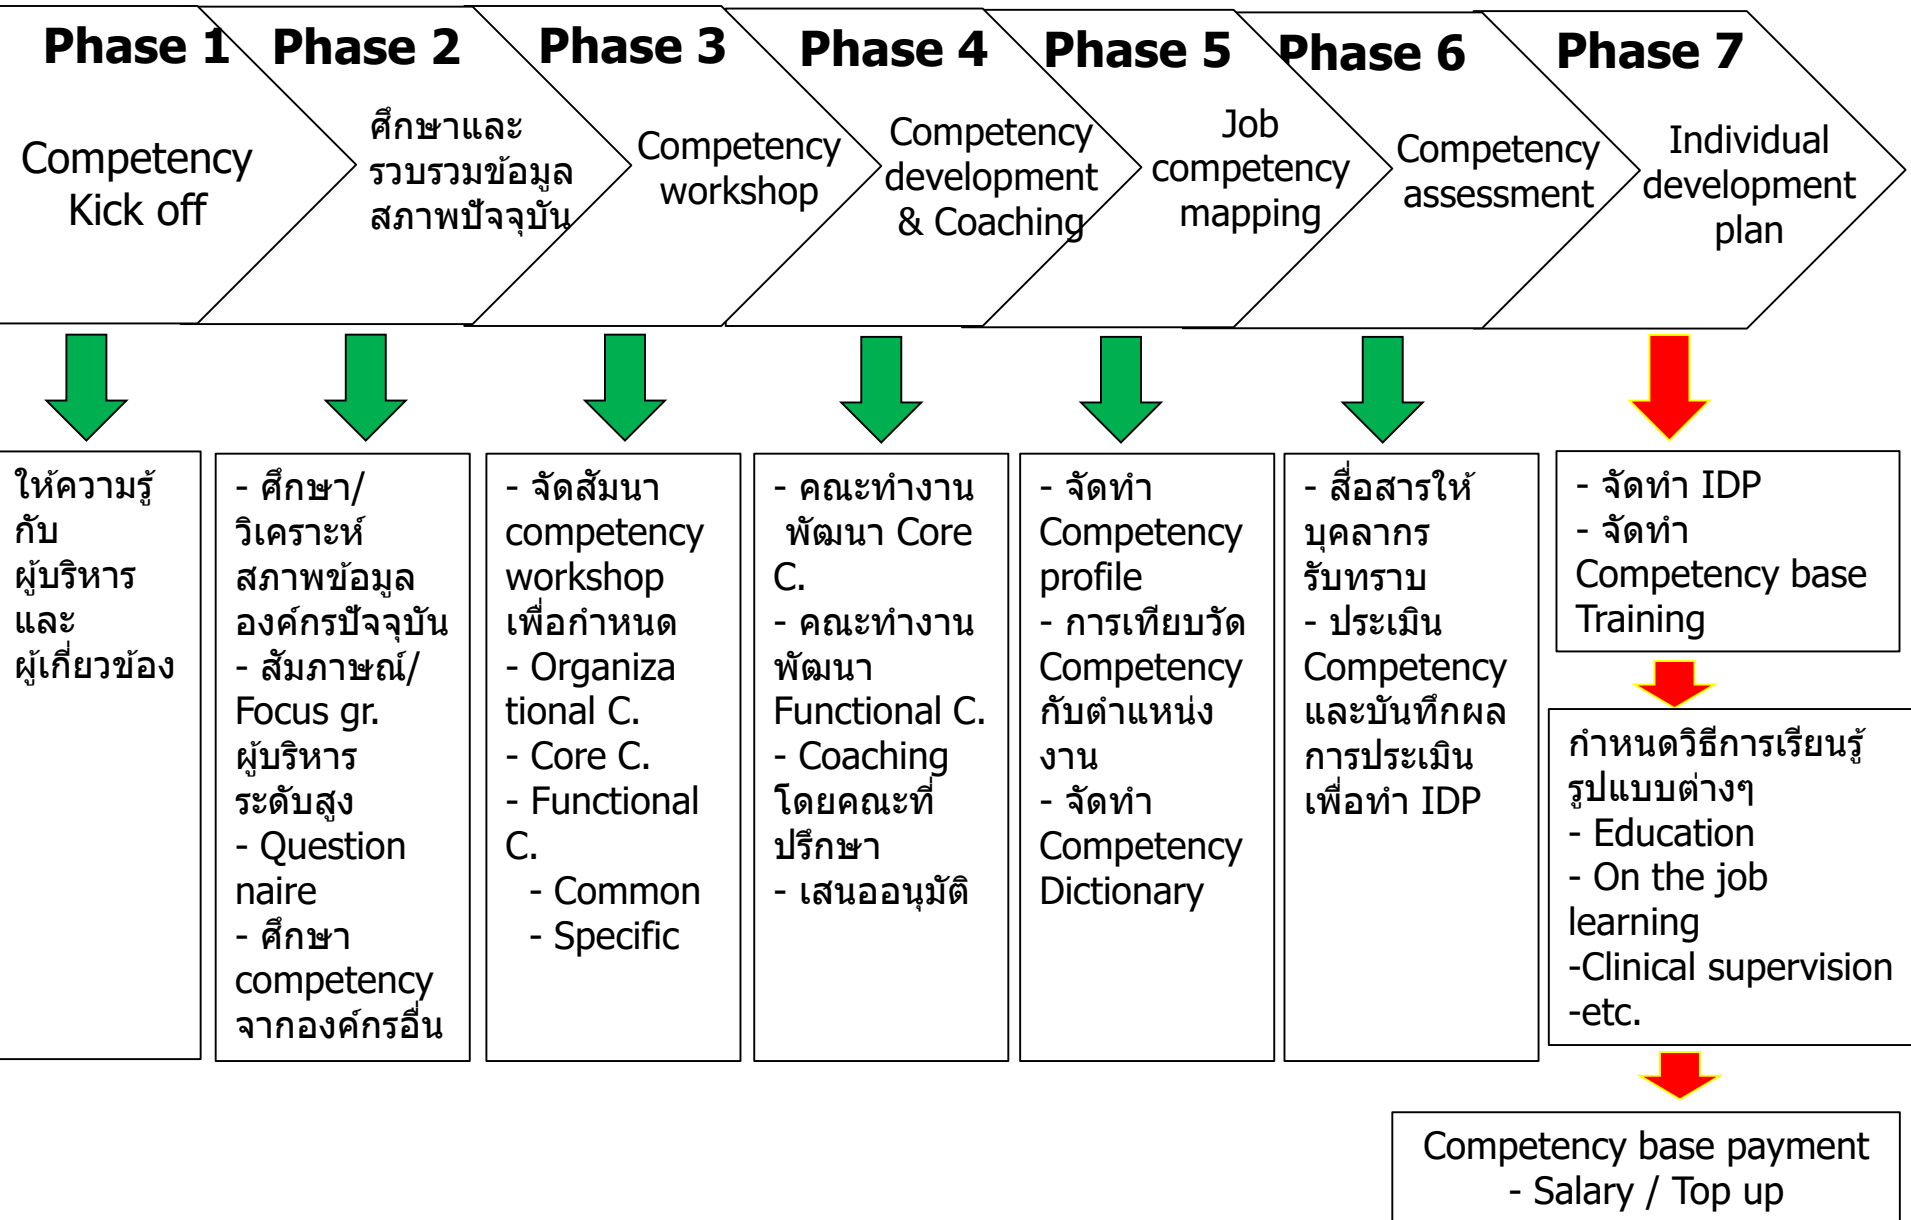 Phase 1
Competency
Kick off
Phase 2
ศึกษาและ
รวบรวมข้อมูล
สภาพปัจจุบัน
Phase 3
Competency
workshop
Phase 4
Competency
development
& Coaching
Phase 5
Job
competency
mapping
Phase 6
Competency
assessment
Phase 7
Individual
development
plan
ให้ความรู้
กับ
ผู้บริหาร
และ
ผู้เกี่ยวข้อง
- ศึกษา/
วิเคราะห์
สภาพข้อมูล
องค์กรปัจจุบัน
- สัมภาษณ์/
Focus gr.
ผู้บริหาร
ระดับสูง
- Question
naire
- ศึกษา
competency
จากองค์กรอื่น
- จัดสัมนา
competency
workshop
เพื่อกำหนด
- Organiza
tional C.
- Core C.
- Functional
C.
- Common
- Specific
- คณะทำงาน
พัฒนา Core
C.
- คณะทำงาน
พัฒนา
Functional C.
- Coaching
โดยคณะที่
ปรึกษา
- เสนออนุมัติ
- จัดทำ
Competency
profile
- การเทียบวัด
Competency
กับตำแหน่ง
งาน
- จัดทำ
Competency
Dictionary
- สื่อสารให้
บุคลากร
รับทราบ
- ประเมิน
Competency
และบันทึกผล
การประเมิน
เพื่อทำ IDP
- จัดทำ IDP
- จัดทำ
Competency base
Training
กำหนดวิธีการเรียนรู้
รูปแบบต่างๆ
- Education
- On the job
learning
-Clinical supervision
-etc.
Competency base payment
- Salary / Top up